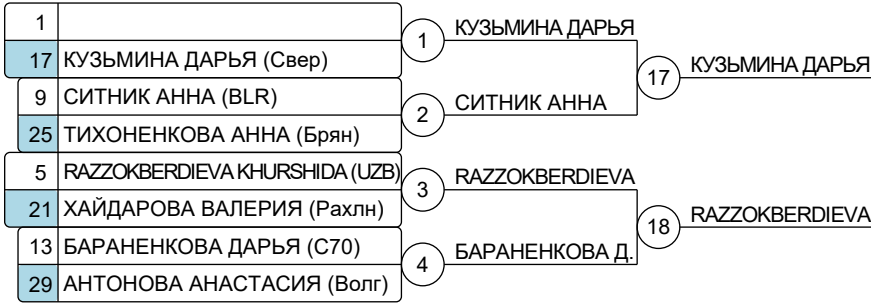 1
17 КУЗЬМИНА ДАРЬЯ (Свер)
1 КУЗЬМИНА ДАРЬЯ
9 СИТНИК АННА (BLR)
25 ТИХОНЕНКОВА АННА (Брян)
2 СИТНИК АННА
17 КУЗЬМИНА ДАРЬЯ
5 RAZZOKBERDIEVA KHURSHIDA (UZB)
21 ХАЙДАРОВА ВАЛЕРИЯ (Рахлн)
3 RAZZOKBERDIEVA
13 БАРАНЕНКОВА ДАРЬЯ (С70)
29 АНТОНОВА АНАСТАСИЯ (Волг)
4 БАРАНЕНКОВА Д.
18 RAZZOKBERDIEVA